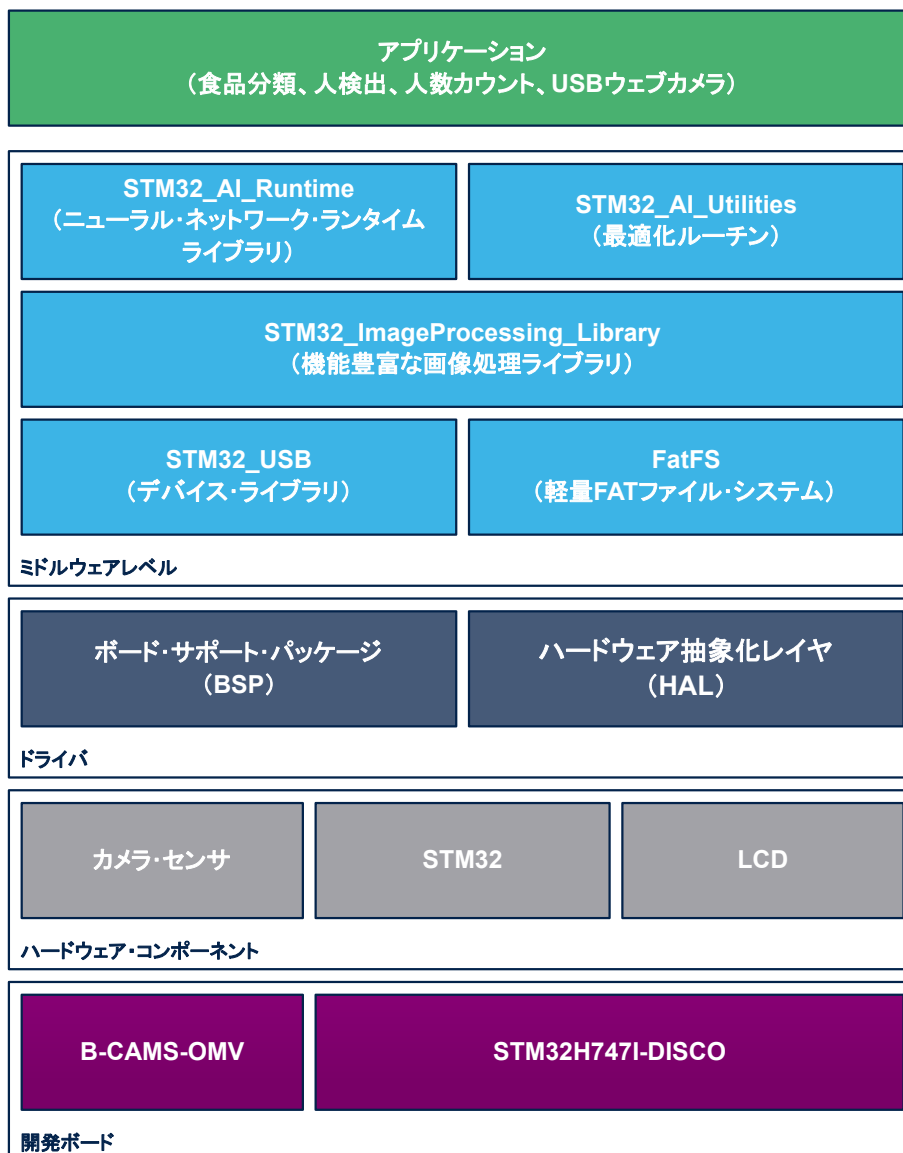 アプリケーション
（食品分類、人検出、人数カウント、USBウェブカメラ）
STM32_AI_Runtime
（ニューラル・ネットワーク・ランタイム
ライブラリ）
STM32_AI_Utilities
（最適化ルーチン）
STM32_ImageProcessing_Library
（機能豊富な画像処理ライブラリ）
STM32_USB
（デバイス・ライブラリ）
FatFS
（軽量FATファイル・システム）
ミドルウェアレベル
ボード・サポート・パッケージ
（BSP）
ハードウェア抽象化レイヤ
（HAL）
ドライバ
カメラ・センサ
STM32
LCD
ハードウェア・コンポーネント
B-CAMS-OMV
STM32H747I-DISCO
開発ボード